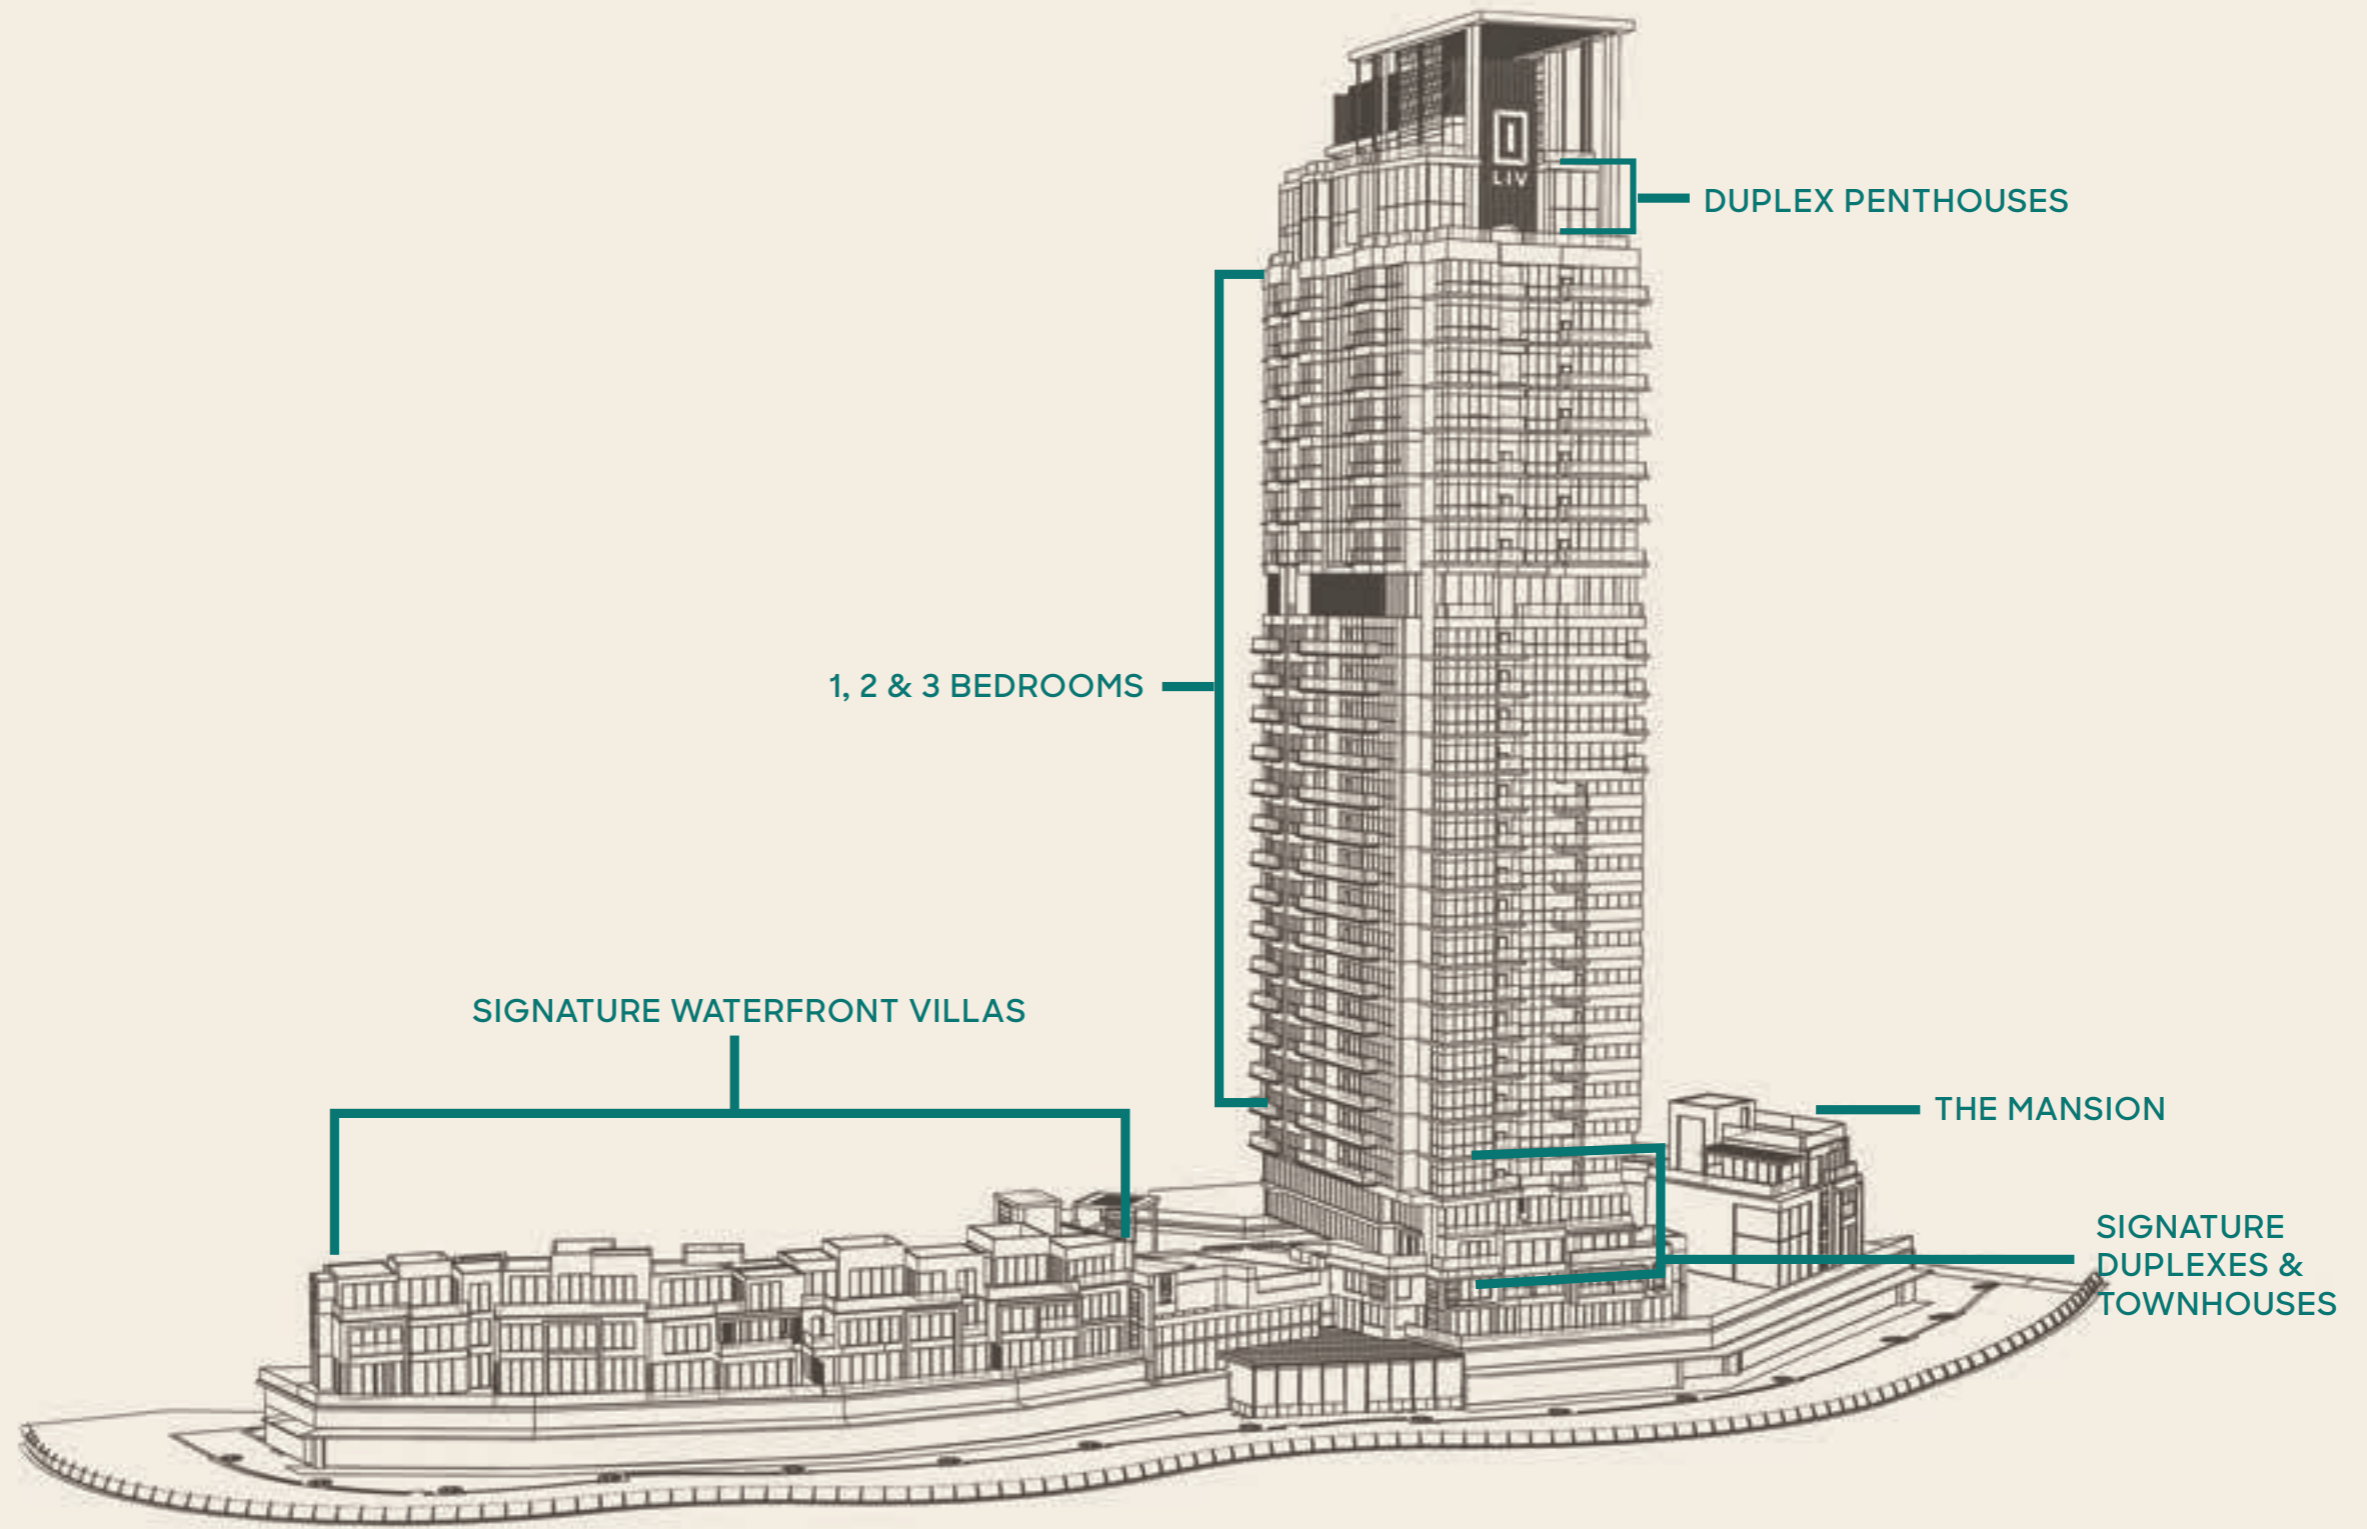 LIV
DUPLEX PENTHOUSES
1, 2 & 3 BEDROOMS
SIGNATURE WATERFRONT VILLAS
THE MANSION
SIGNATURE
DUPLEXES &
TOWNHOUSES